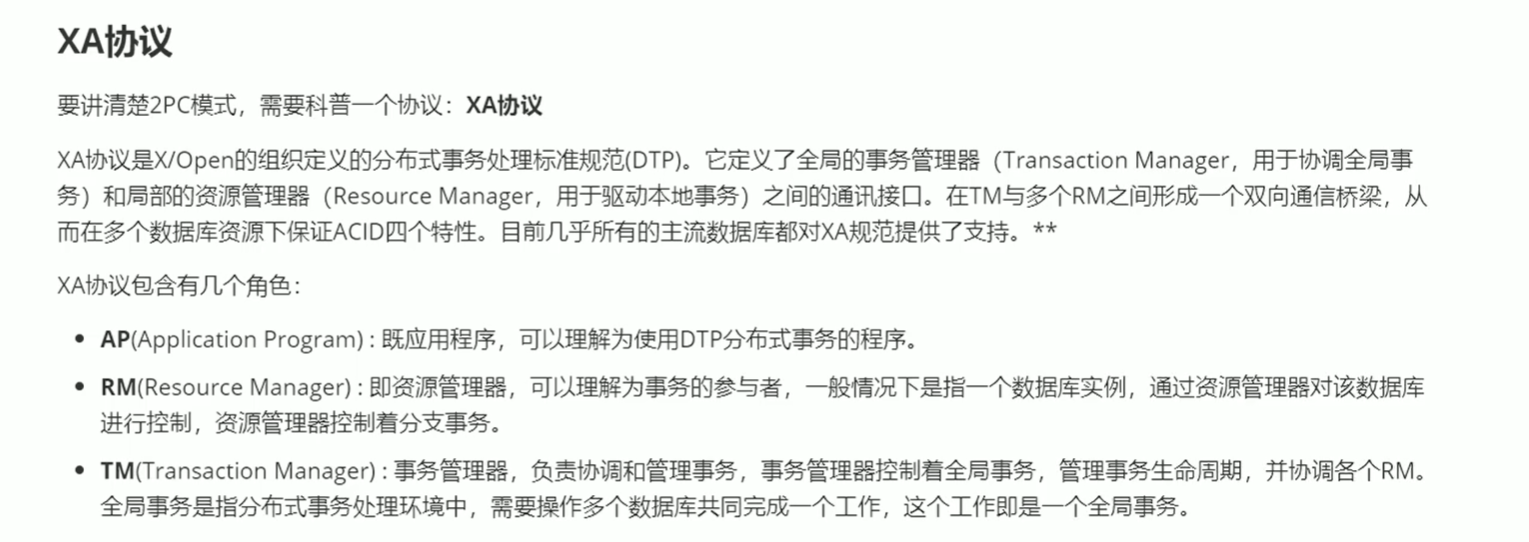 XA协议
要讲清楚2PC模式，需要科普一个协议：XA协议
XA协议是X/Open的组织定义的分布式事务处理标准规范(DTP)。它定义了全局的事务管理器（Transaction Manager，用于协调全局事
务）和局部的资源管理器（Resource Manager，用于驱动本地事务）之间的通讯接口。在TM与多个RM之间形成一个双向通信桥梁，从
而在多个数据库资源下保证ACID四个特性。目前几乎所有的主流数据库都对XA规范提供了支持。**
XA协议包含有几个角色：
• AP(Application Program) : 既应用程序，可以理解为使用DTP分布式事务的程序。
• RM(Resource Manager) : 即资源管理器，可以理解为事务的参与者，一般情况下是指一个数据库实例，通过资源管理器对该数据库
进行控制，资源管理器控制着分支事务。
• TM(Transaction Manager) : 事务管理器，负责协调和管理事务，事务管理器控制着全局事务，管理事务生命周期，并协调各个RM。
全局事务是指分布式事务处理环境中，需要操作多个数据库共同完成一个工作，这个工作即是一个全局事务。